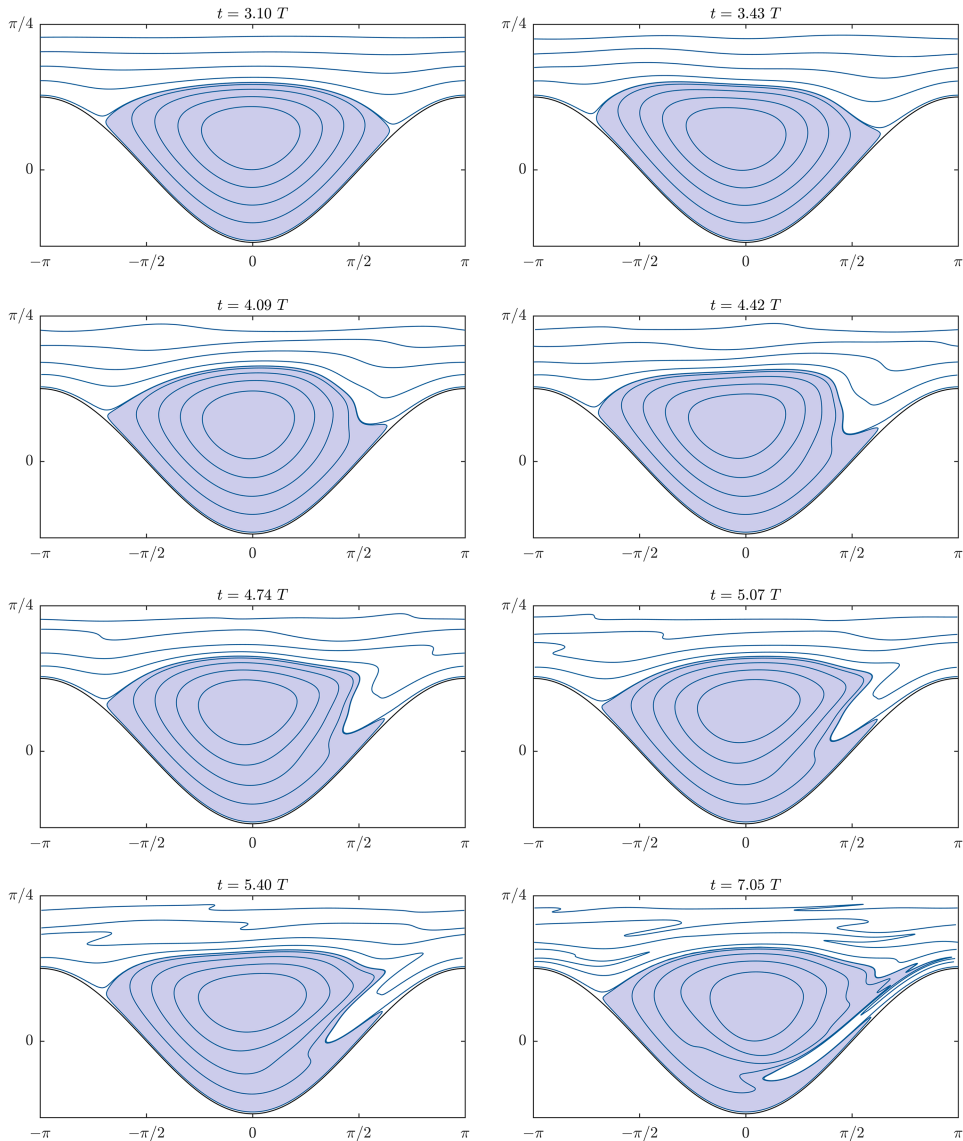 t = 3.10 T
t = 3.43 T
π/4
0
−π
−π/2
0
π/2
π
π/4
0
−π
−π/2
0
π/2
π
t = 4.09 T
t = 4.42 T
π/4
0
−π
−π/2
0
π/2
π
π/4
0
−π
−π/2
0
π/2
π
t = 4.74 T
t = 5.07 T
π/4
0
−π
−π/2
0
π/2
π
π/4
0
−π
−π/2
0
π/2
π
t = 5.40 T
t = 7.05 T
π/4
0
−π
−π/2
0
π/2
π
π/4
0
−π
−π/2
0
π/2
π